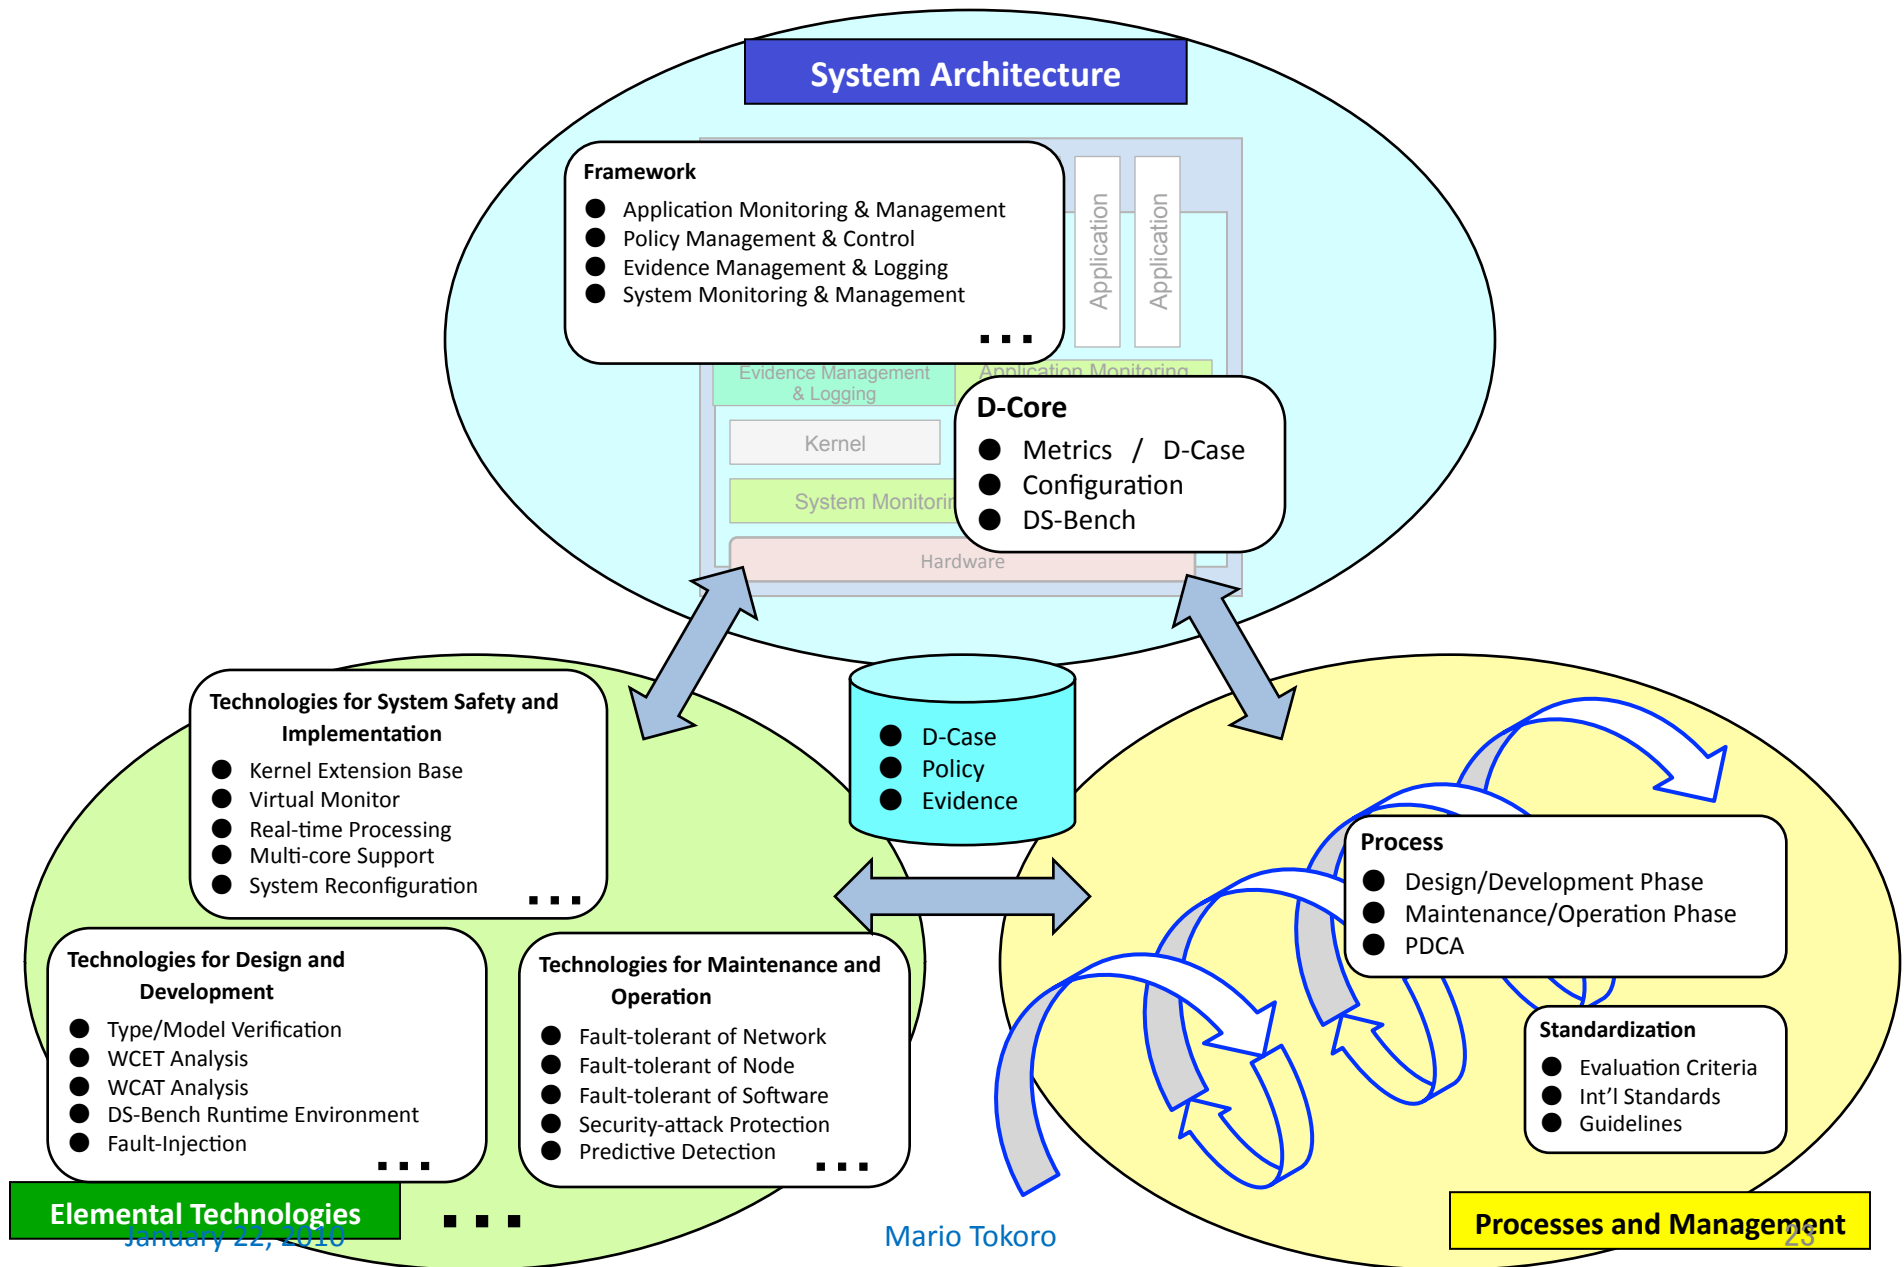 System Architecture
Framework
● Application Monitoring & Management
● Policy Management & Control
● Evidence Management & Logging
● System Monitoring & Management
...
Application
Application
Evidence Management
& Logging
Application Monitoring
Kernel
System Monitorin
Hardware
D-Core
● Metrics / D-Case
● Configuration
● DS-Bench
Technologies for System Safety and
Implementation
● Kernel Extension Base
● Virtual Monitor
● Real-time Processing
● Multi-core Support
● System Reconfiguration
...
● D-Case
● Policy
● Evidence
Process
● Design/Development Phase
● Maintenance/Operation Phase
● PDCA
Technologies for Design and
Development
● Type/Model Verification
● WCET Analysis
● WCAT Analysis
● DS-Bench Runtime Environment
● Fault-Injection
...
Technologies for Maintenance and
Operation
● Fault-tolerant of Network
● Fault-tolerant of Node
● Fault-tolerant of Software
● Security-attack Protection
● Predictive Detection
...
Standardization
● Evaluation Criteria
● Int’l Standards
● Guidelines
Elemental Technologies
...
Processes and Management
January 22, 2010
Mario Tokoro
23